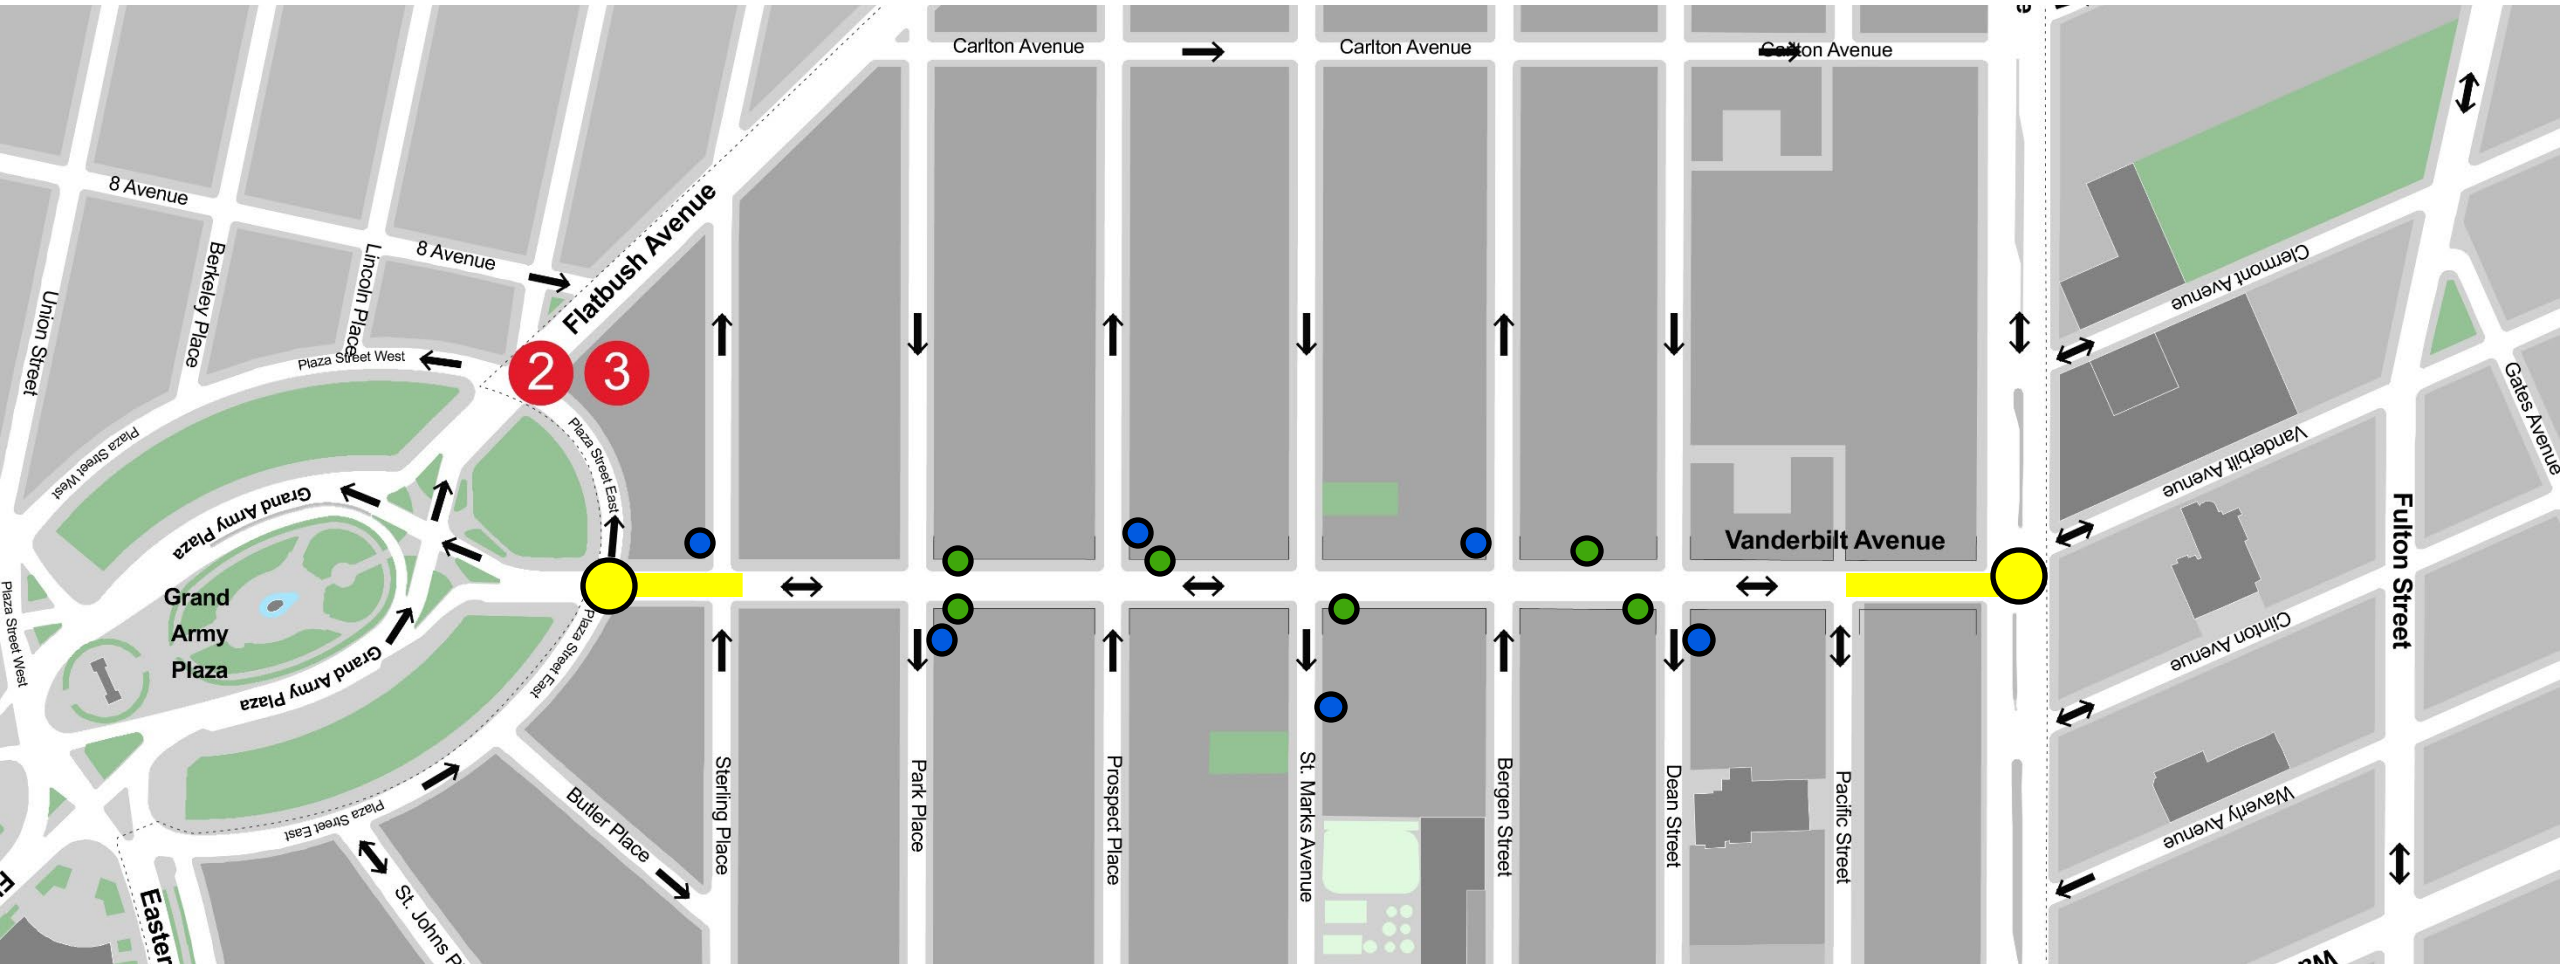 Carlton Avenue
Carlton Avenue
Carlton Avenue
8 Avenue
8 Avenue
Flatbush Avenue
Union Street
Berkeley Place
Lincoln Place
Plaza Street West
2
3
Plaza Street West
Plaza Street East
Grand Army Plaza
Grand
Army
Plaza
Grand Army Plaza
Plaza Street West
Plaza Street East
Plaza Street East
Butler Place
St. Johns P
Easter
Sterling Place
Park Place
Prospect Place
St. Marks Avenue
Bergen Street
Dean Street
Pacific Street
Vanderbilt Avenue
Clermont Avenue
Vanderbilt Avenue
Clinton Avenue
Waverly Avenue
Fulton Street
Gates Avenue
Wa
e
E